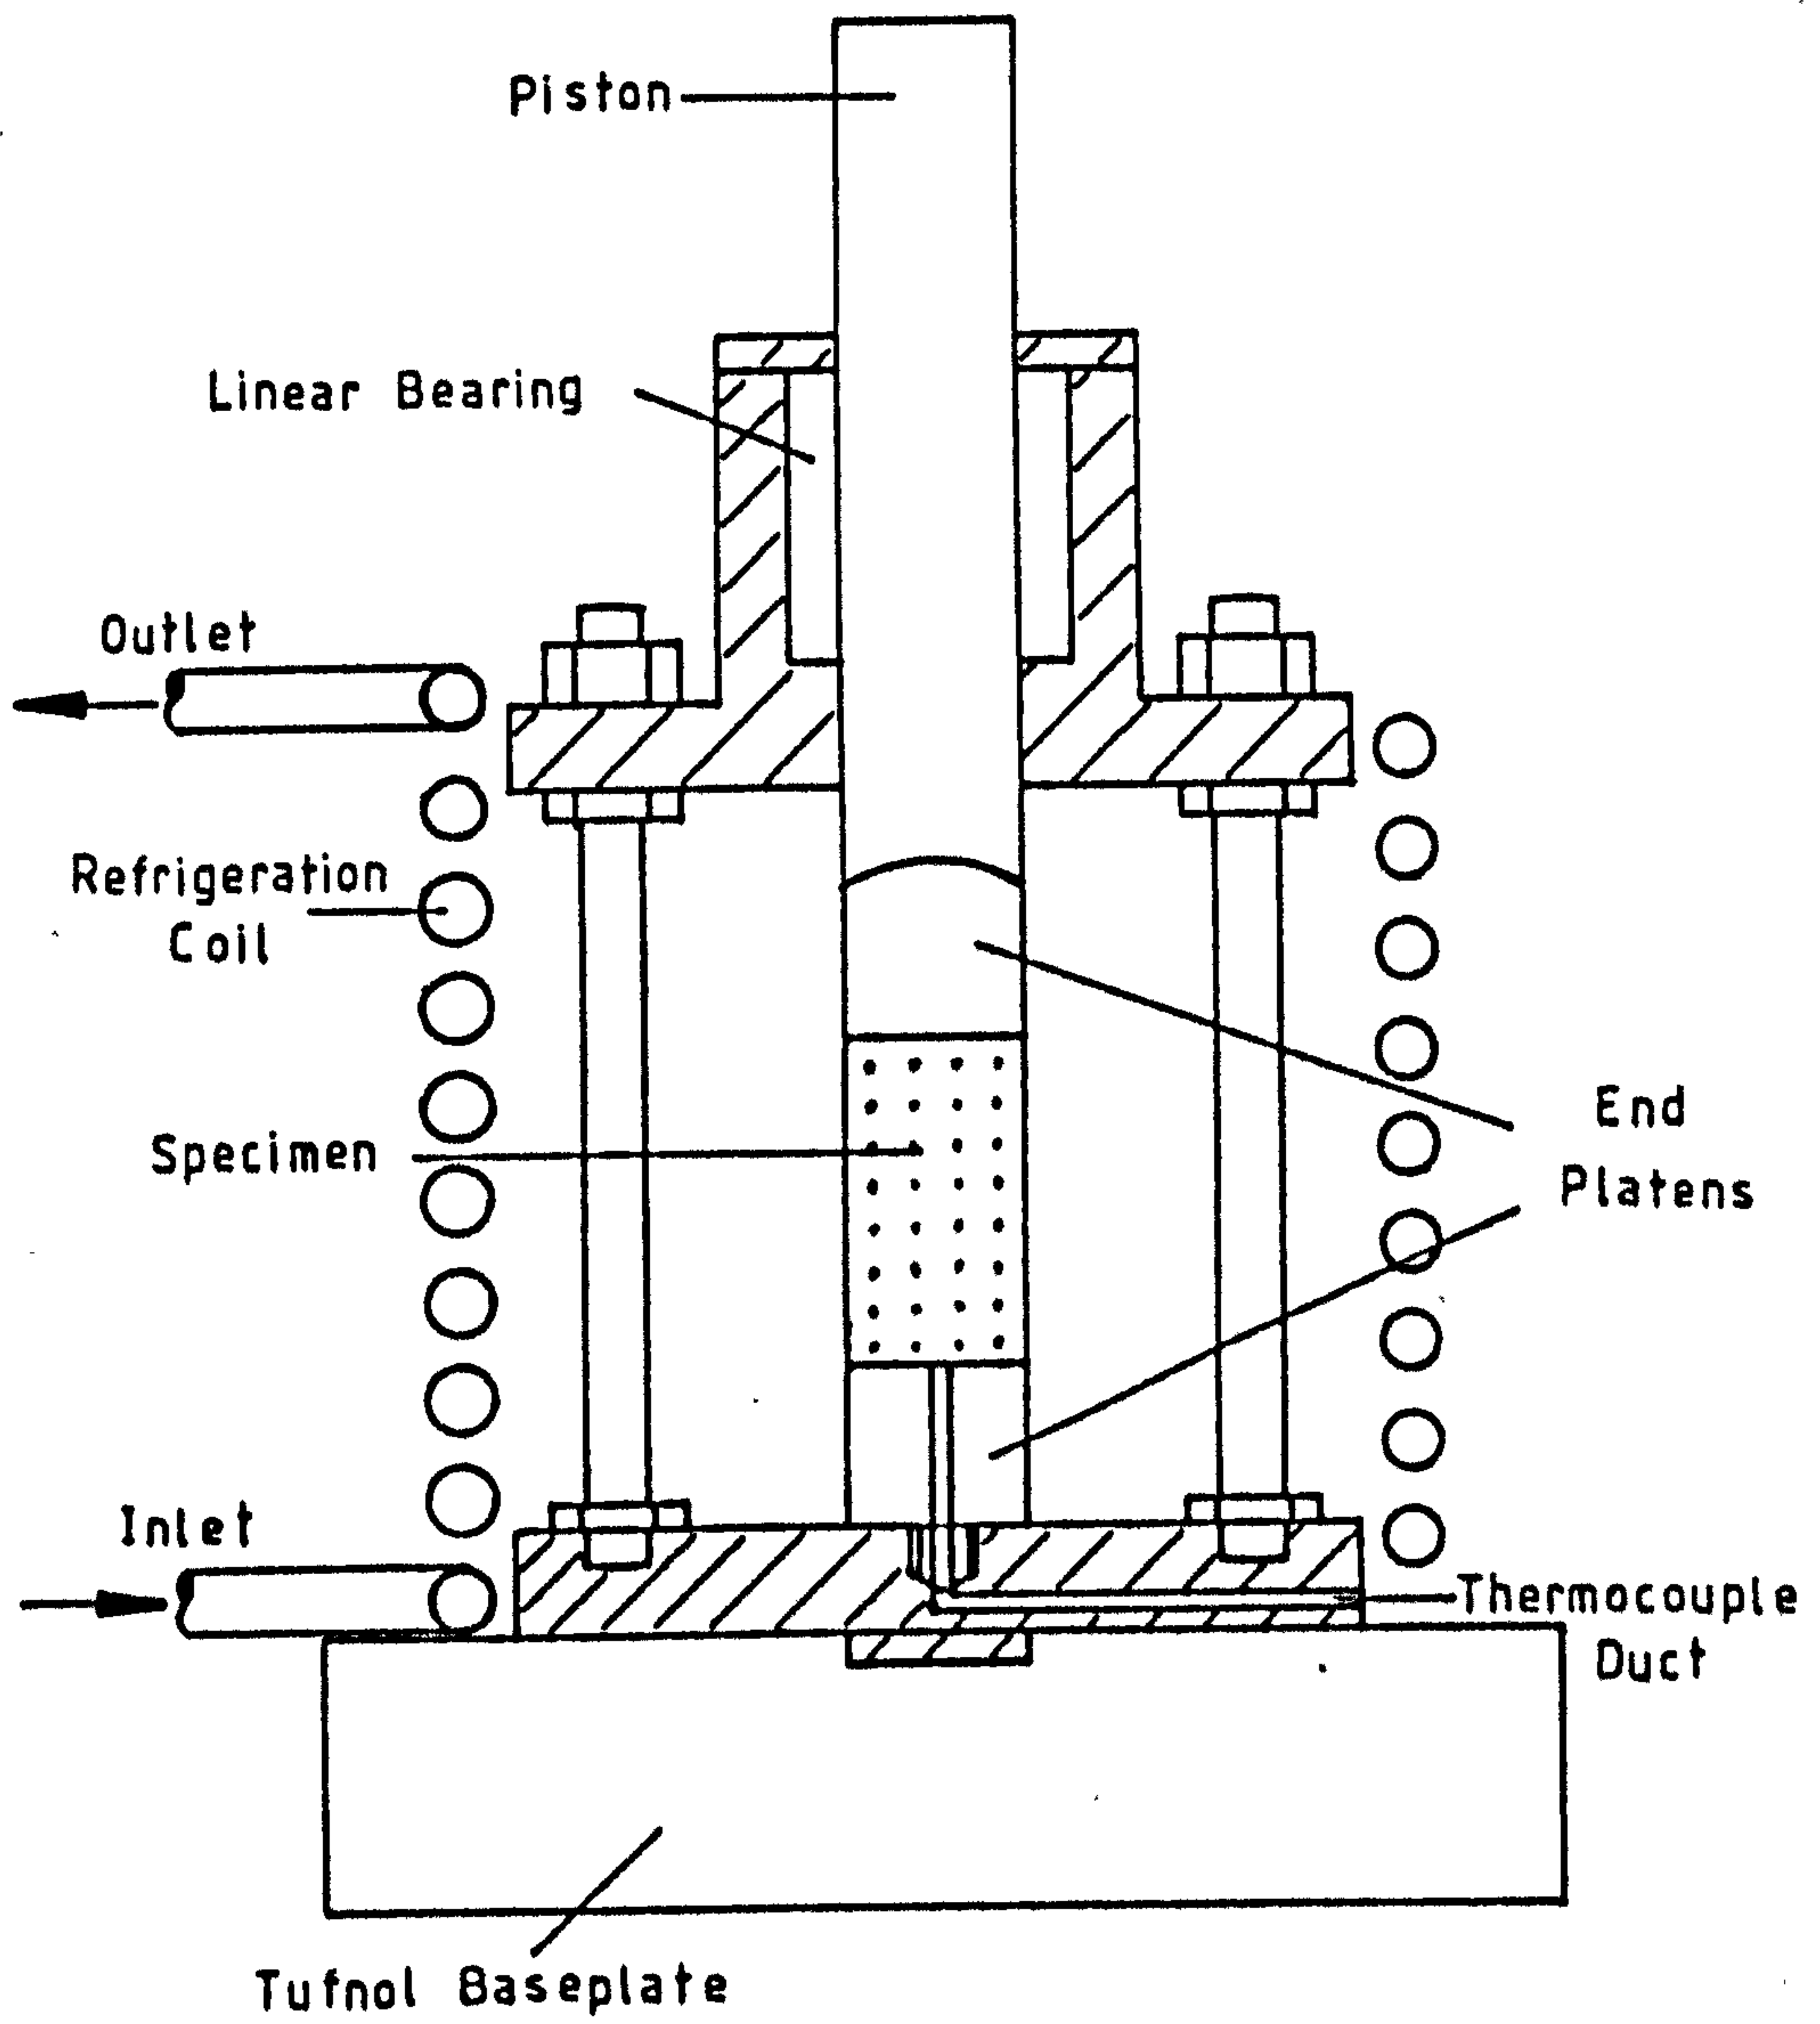 Piston
Linear Bearing
Outlet
Refrigeration
Coil
End
Platens
Specimen
Inlet
Thermocouple
Duct
Tufnol Baseplate